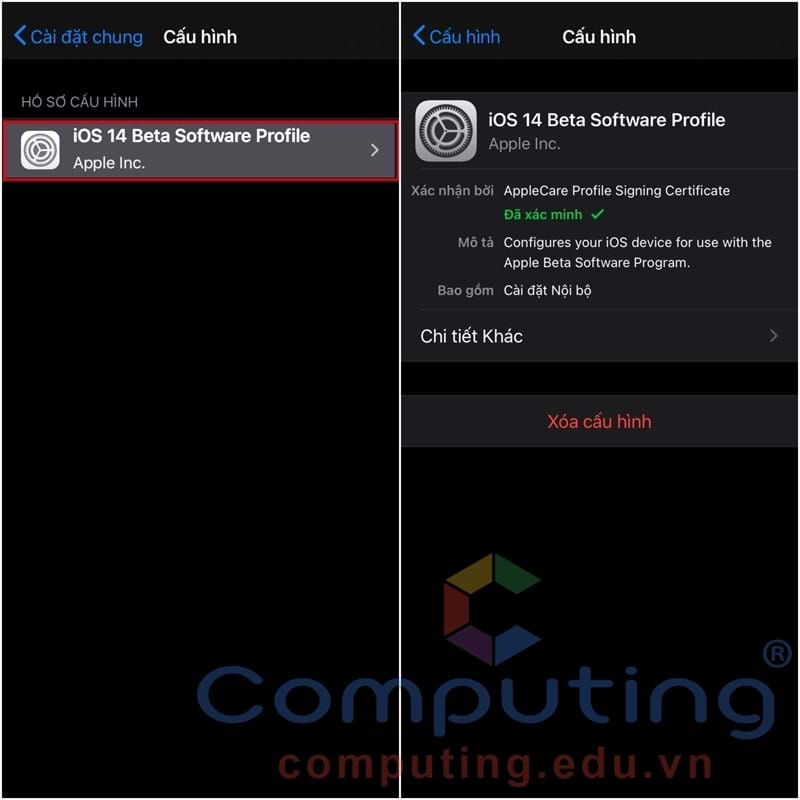 Cài đặt chung
Cấu hình
HỒ SƠ CẤU HÌNH
iOS 14 Beta Software Profile
Apple Inc.
Cấu hình
Cấu hình
iOS 14 Beta Software Profile
Apple Inc.
Xác nhận bởi AppleCare Profile Signing Certificate
Đã xác minh
Mô tả Configures your iOS device for use with the
Apple Beta Software Program.
Bao gồm Cài đặt Nội bộ
Chi tiết Khác
Xóa cấu hình
Computing®
computing.edu.vn